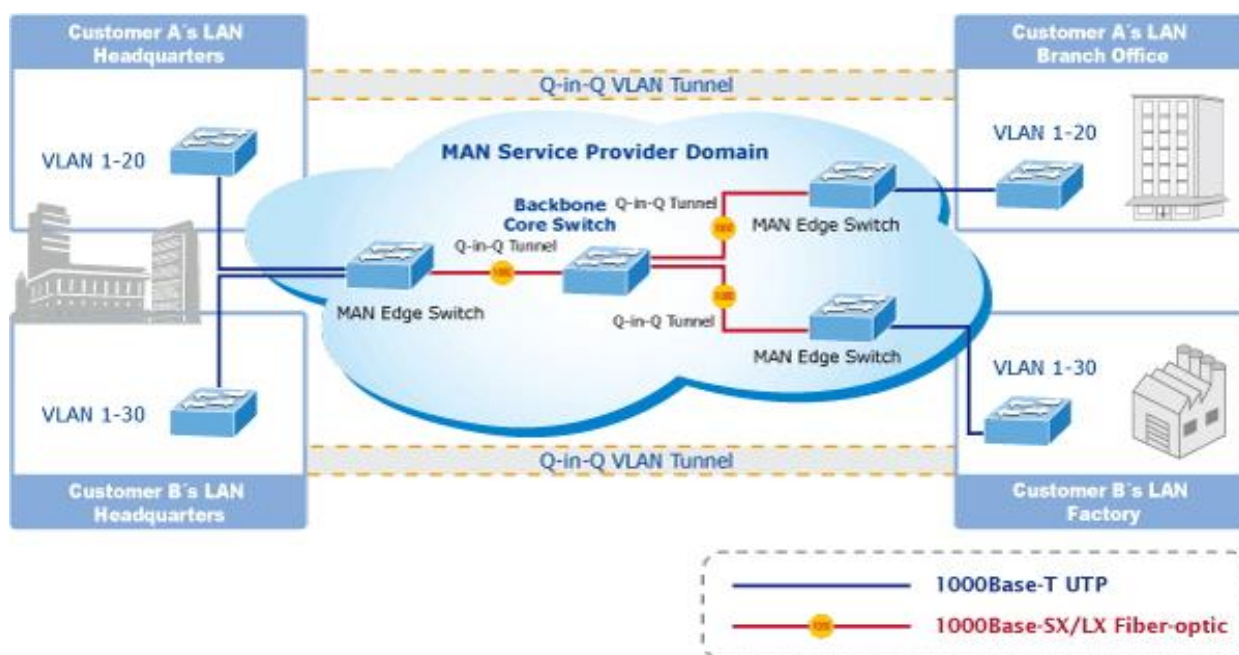 Customer A´s LAN
Headquarters
Customer A´s LAN
Branch Office
Q-in-Q VLAN Tunnel
VLAN 1-20
VLAN 1-20
MAN Service Provider Domain
Backbone
Core Switch
Q-in-Q Tunnel
MAN Edge Switch
Q-in-Q Tunnel
MAN Edge Switch
Q-in-Q Tunnel
MAN Edge Switch
VLAN 1-30
VLAN 1-30
Q-in-Q VLAN Tunnel
Customer B´s LAN
Headquarters
Customer B´s LAN
Factory
1000Base-T UTP
1000Base-SX/LX Fiber-optic